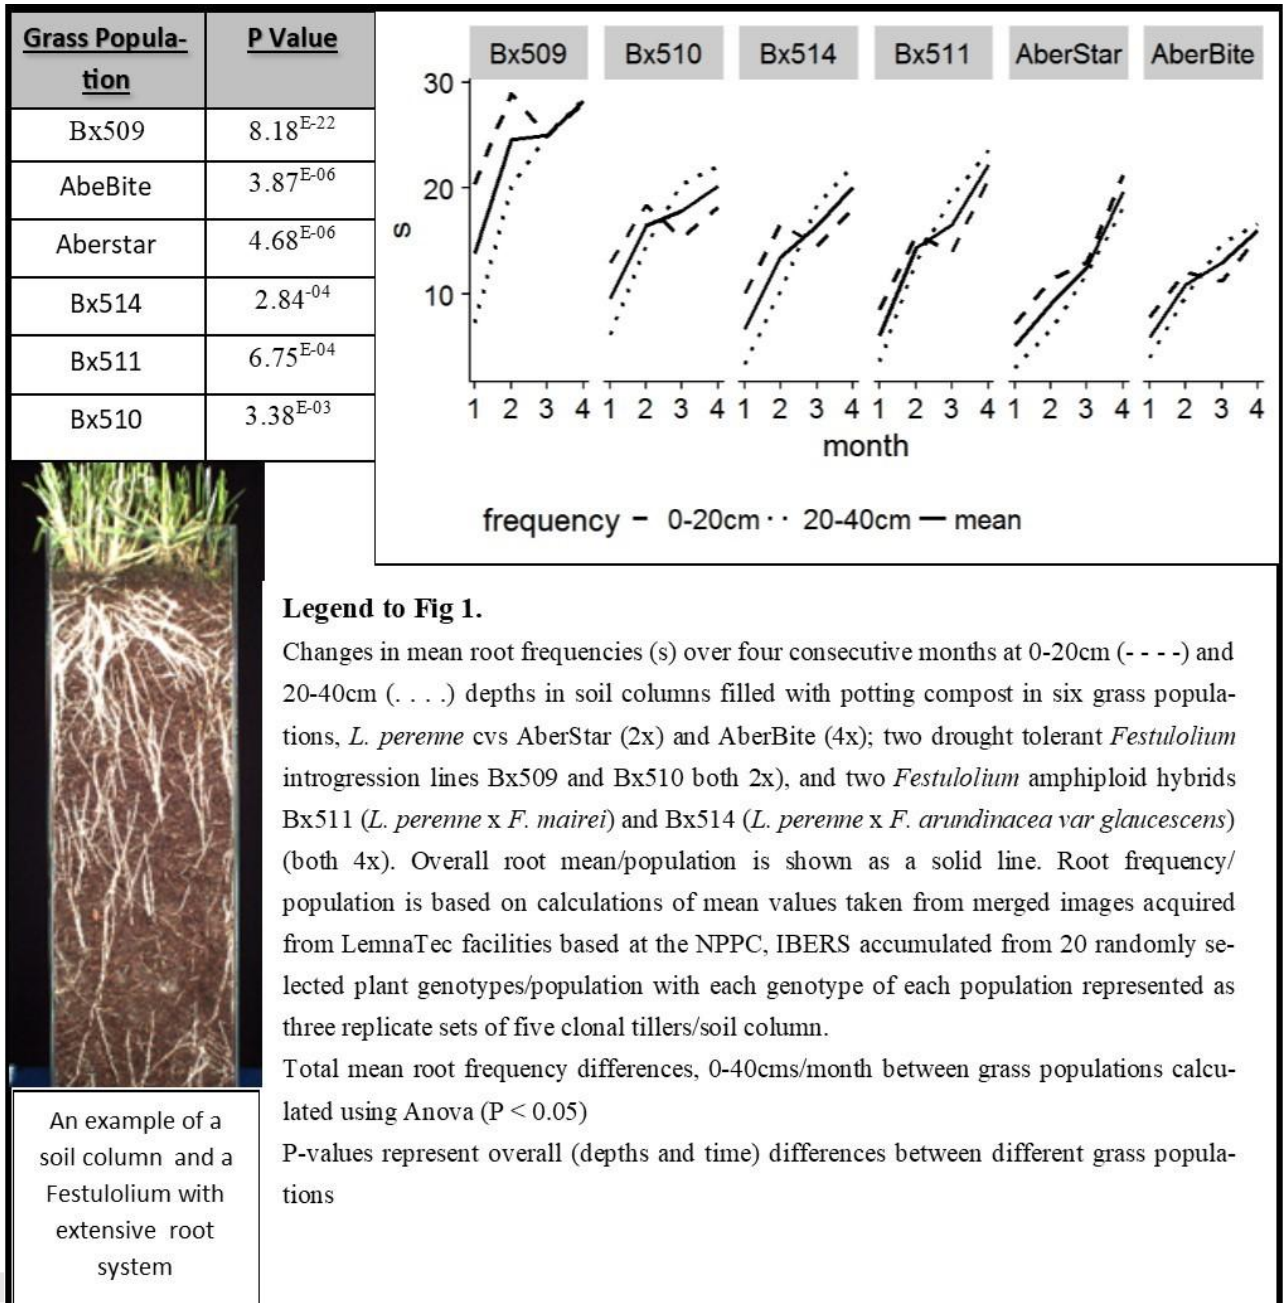 Grass Popula-
tion
P Value
Bx509
8.18E-22
AbeBite
3.87E-06
Aberstar
4.68E-06
Bx514
2.84-04
Bx511
6.75E-04
Bx510
3.38E-03
Bx509 Bx510 Bx514 Bx511 AberStar AberBite
30
20
10
s
1 2 3 4 1 2 3 4 1 2 3 4 1 2 3 4 1 2 3 4 1 2 3 4
month
frequency 0-20cm 20-40cm mean
Legend to Fig 1.
Changes in mean root frequencies (s) over four consecutive months at 0-20cm (- - - -) and
20-40cm (. . . .) depths in soil columns filled with potting compost in six grass popula-
tions, L. perenne cvs AberStar (2x) and AberBite (4x); two drought tolerant Festulolium
introgression lines Bx509 and Bx510 both 2x), and two Festulolium amphiploid hybrids
Bx511 (L. perenne x F. mairei) and Bx514 (L. perenne x F. arundinacea var glaucescens)
(both 4x). Overall root mean/population is shown as a solid line. Root frequency/
population is based on calculations of mean values taken from merged images acquired
from LemnaTec facilities based at the NPPC, IBERS accumulated from 20 randomly se-
lected plant genotypes/population with each genotype of each population represented as
three replicate sets of five clonal tillers/soil column.
Total mean root frequency differences, 0-40cms/month between grass populations calcu-
lated using Anova (P < 0.05)
P-values represent overall (depths and time) differences between different grass popula-
tions
An example of a
soil column and a
Festulolium with
extensive root
system